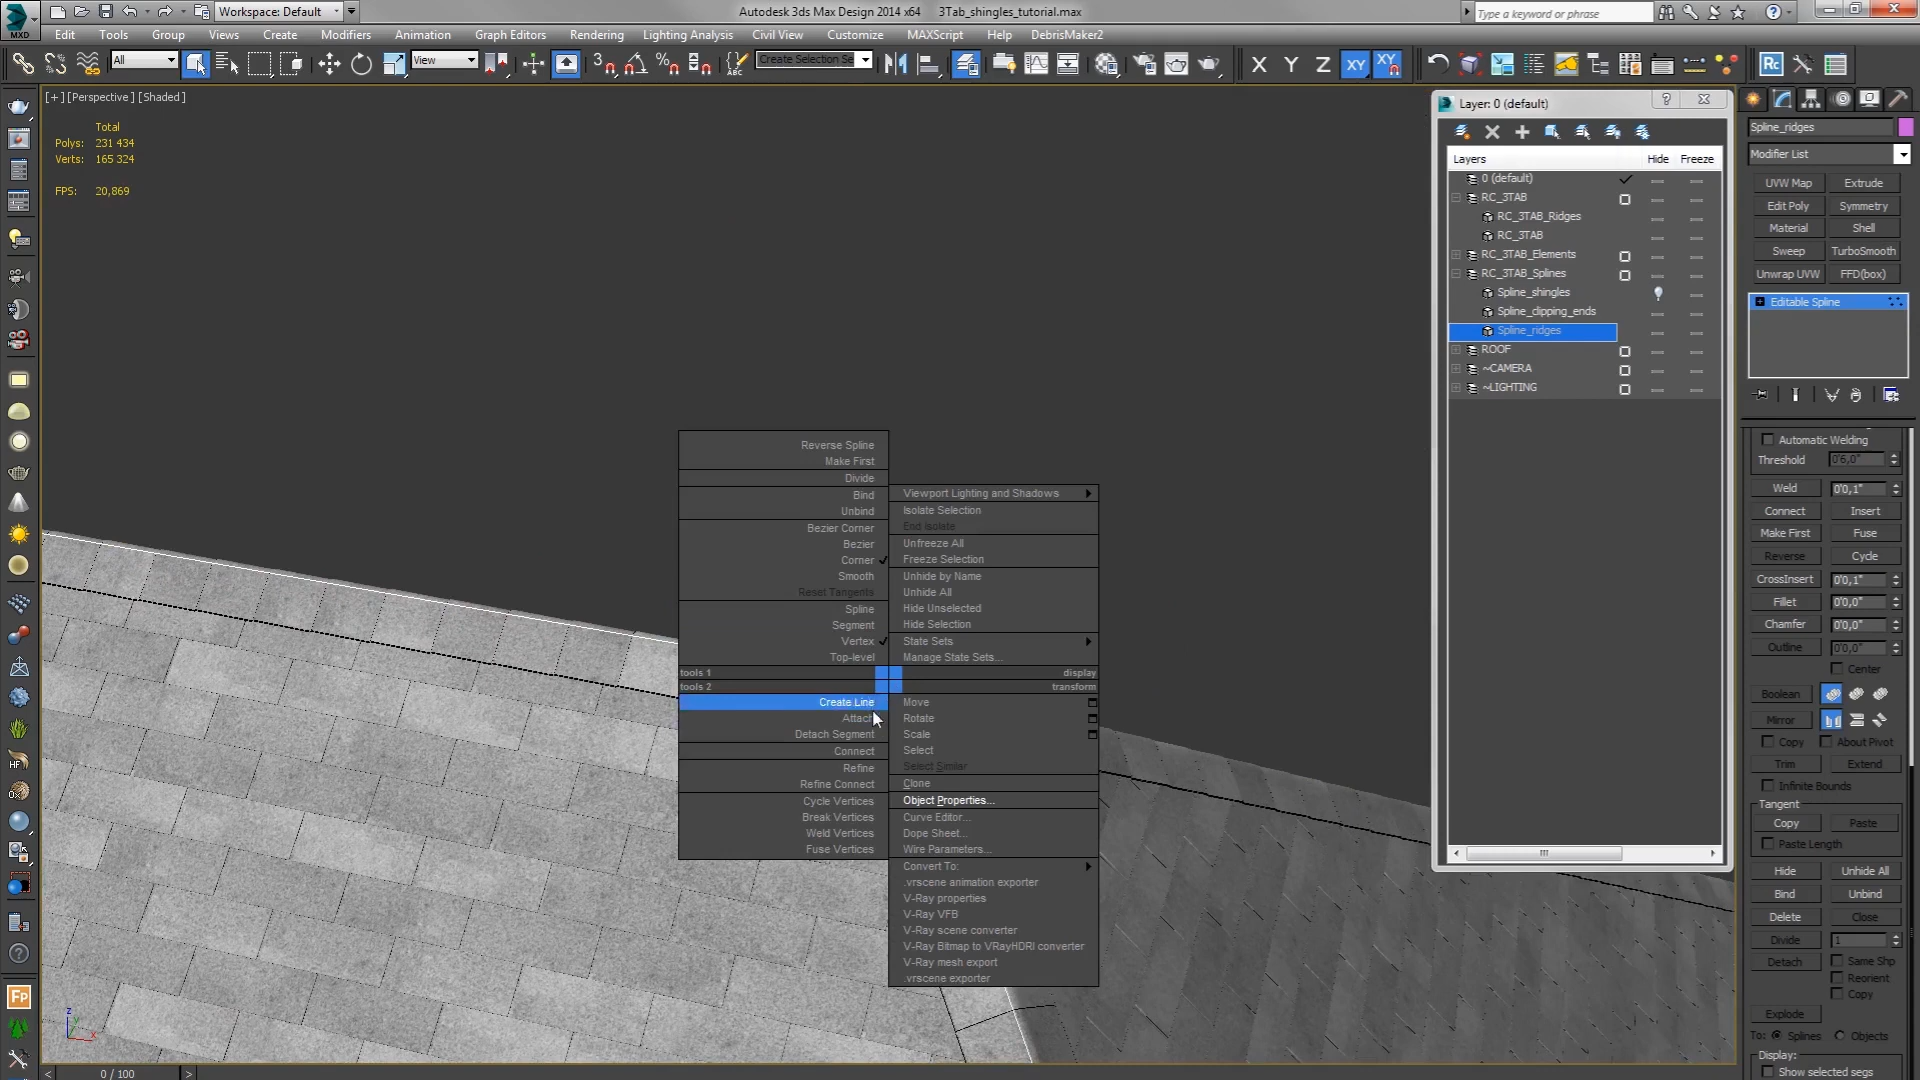 Workspace: Default
Autodesk 3ds Max Design 2014 x64    3Tab_shingles_tutorial.max
Type a keyword or phrase
MXD
Edit Tools Group Views Create Modifiers Animation Graph Editors Rendering Lighting Analysis Civil View Customize MAXScript Help DebrisMaker2
All
View
Create Selection Se
X Y Z XY XY
Rc
[+] [Perspective] [Shaded]
Total
Polys: 231 434
Verts: 165 324
FPS: 20,869
Layer: 0 (default)
Layers Hide Freeze
0 (default)
RC_3TAB
RC_3TAB_Ridges
RC_3TAB
RC_3TAB_Elements
RC_3TAB_Splines
Spline_shingles
Spline_clipping_ends
Spline_ridges
ROOF
~CAMERA
~LIGHTING
Spline_ridges
Modifier List
UVW Map Extrude
Edit Poly Symmetry
Material Shell
Sweep TurboSmooth
Unwrap UVW FFD(box)
Editable Spline
Automatic Welding
Threshold 0'6,0"
Weld 0'0,1"
Connect Insert
Make First Fuse
Reverse Cycle
CrossInsert 0'0,1"
Fillet 0'0,0"
Chamfer 0'0,0"
Outline 0'0,0"
Center
Boolean
Mirror
Copy About Pivot
Trim Extend
Infinite Bounds
Tangent
Copy Paste
Paste Length
Hide Unhide All
Bind Unbind
Delete Close
Divide 1
Detach Same Shp
Reorient
Copy
Explode
To: Splines Objects
Display:
Show selected segs
Reverse Spline
Make First
Divide
Bind
Unbind
Bezier Corner
Bezier
Corner
Smooth
Reset Tangents
Spline
Segment
Vertex
Top-level
tools 1
tools 2
Create Line
Attach
Detach Segment
Connect
Refine
Refine Connect
Cycle Vertices
Break Vertices
Weld Vertices
Fuse Vertices
Viewport Lighting and Shadows
Isolate Selection
End Isolate
Unfreeze All
Freeze Selection
Unhide by Name
Unhide All
Hide Unselected
Hide Selection
State Sets
Manage State Sets...
display
transform
Move
Rotate
Scale
Select
Select Similar
Clone
Object Properties...
Curve Editor...
Dope Sheet...
Wire Parameters...
Convert To:
.vrscene animation exporter
V-Ray properties
V-Ray VFB
V-Ray scene converter
V-Ray Bitmap to VRayHDRI converter
V-Ray mesh export
.vrscene exporter
HF
Fp
z
y
x
< 0 / 100 >